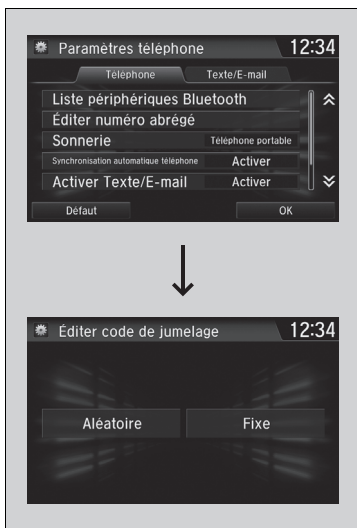 Paramètres téléphone 12:34
Téléphone Texte/E-mail
Liste périphériques Bluetooth
Éditer numéro abrégé
Sonnerie Téléphone portable
Synchronisation automatique téléphone Activer
Activer Texte/E-mail Activer
Défaut OK
Éditer code de jumelage 12:34
Aléatoire Fixe